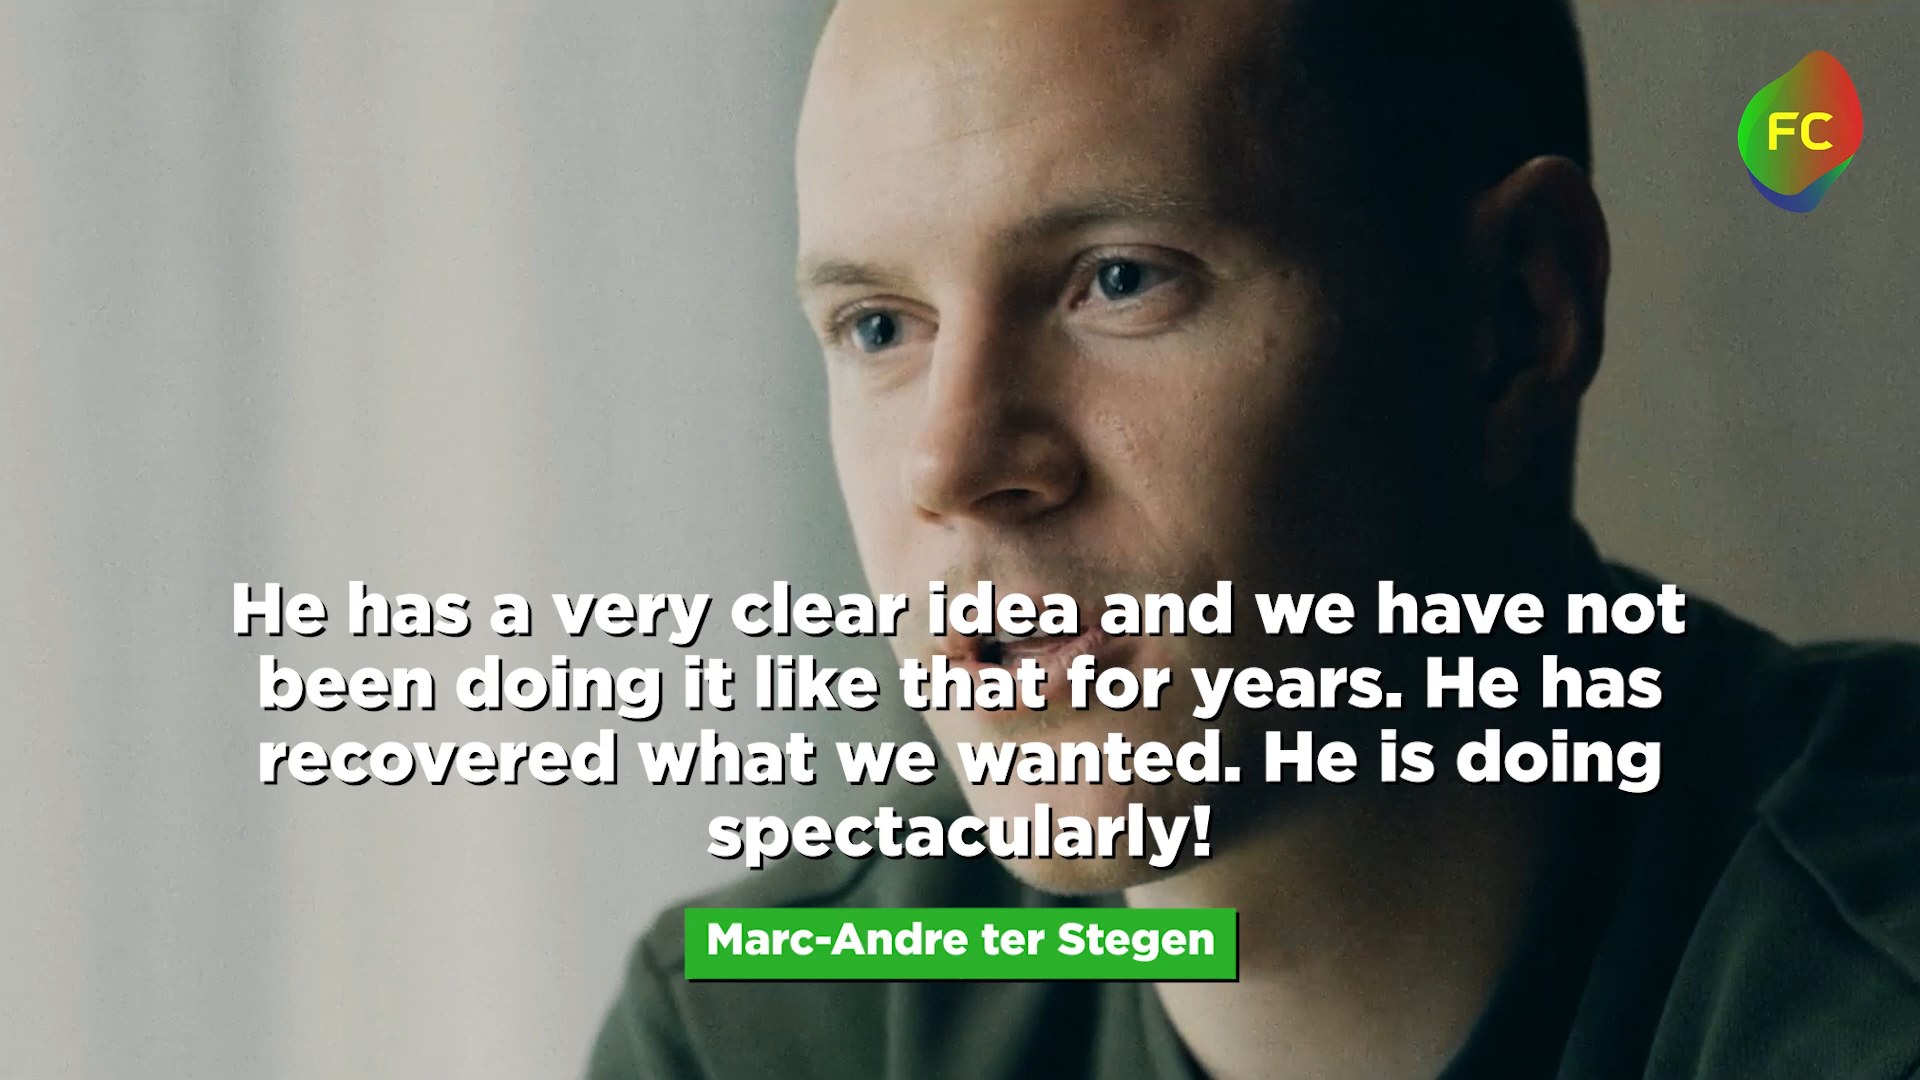 FC
He has a very clear idea and we have not
been doing it like that for years. He has
recovered what we wanted. He is doing
spectacularly!
Marc-Andre ter Stegen